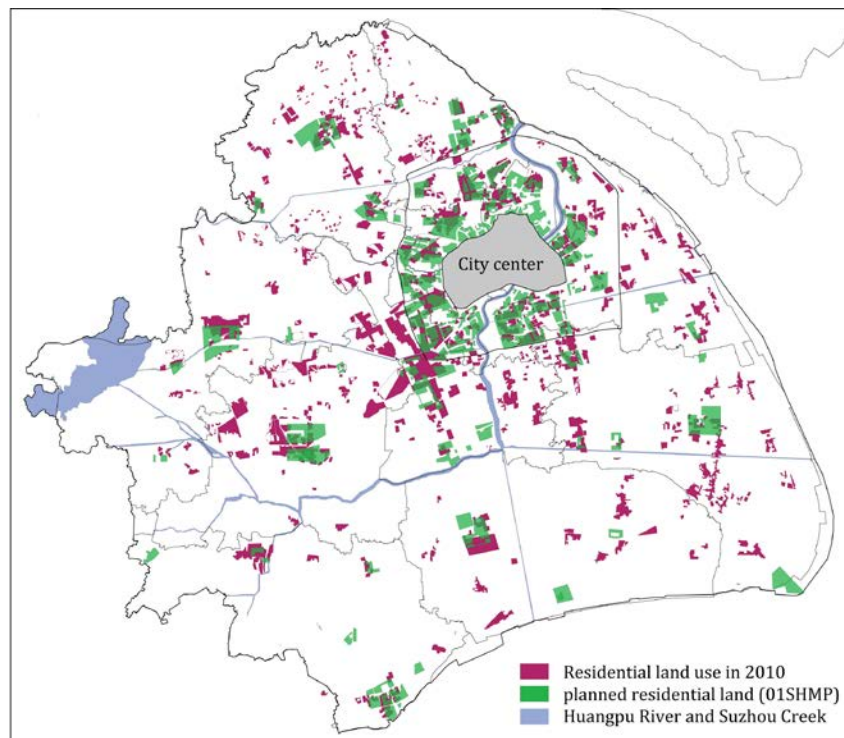 City center
Residential land use in 2010
planned residential land (01SHMP)
Huangpu River and Suzhou Creek